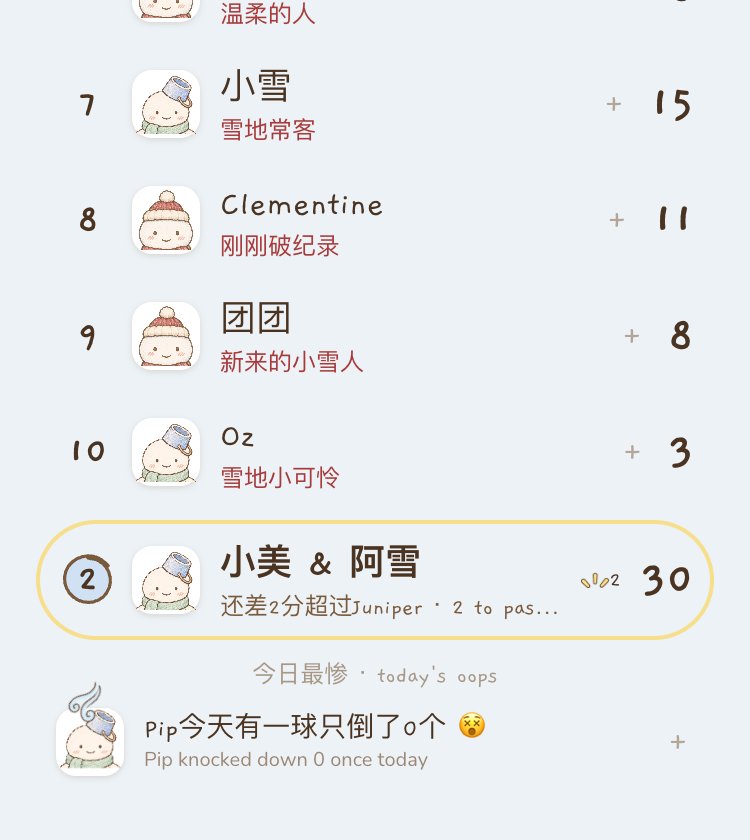 温柔的人
7
小雪
雪地常客
+ 15
8
Clementine
刚刚破纪录
+ 11
9
团团
新来的小雪人
+ 8
10
Oz
雪地小可怜
+ 3
2
小美 & 阿雪
还差2分超过Juniper · 2 to pas...
2
30
今日最惨 · today's oops
Pip今天有一球只倒了0个 😵
Pip knocked down 0 once today
+